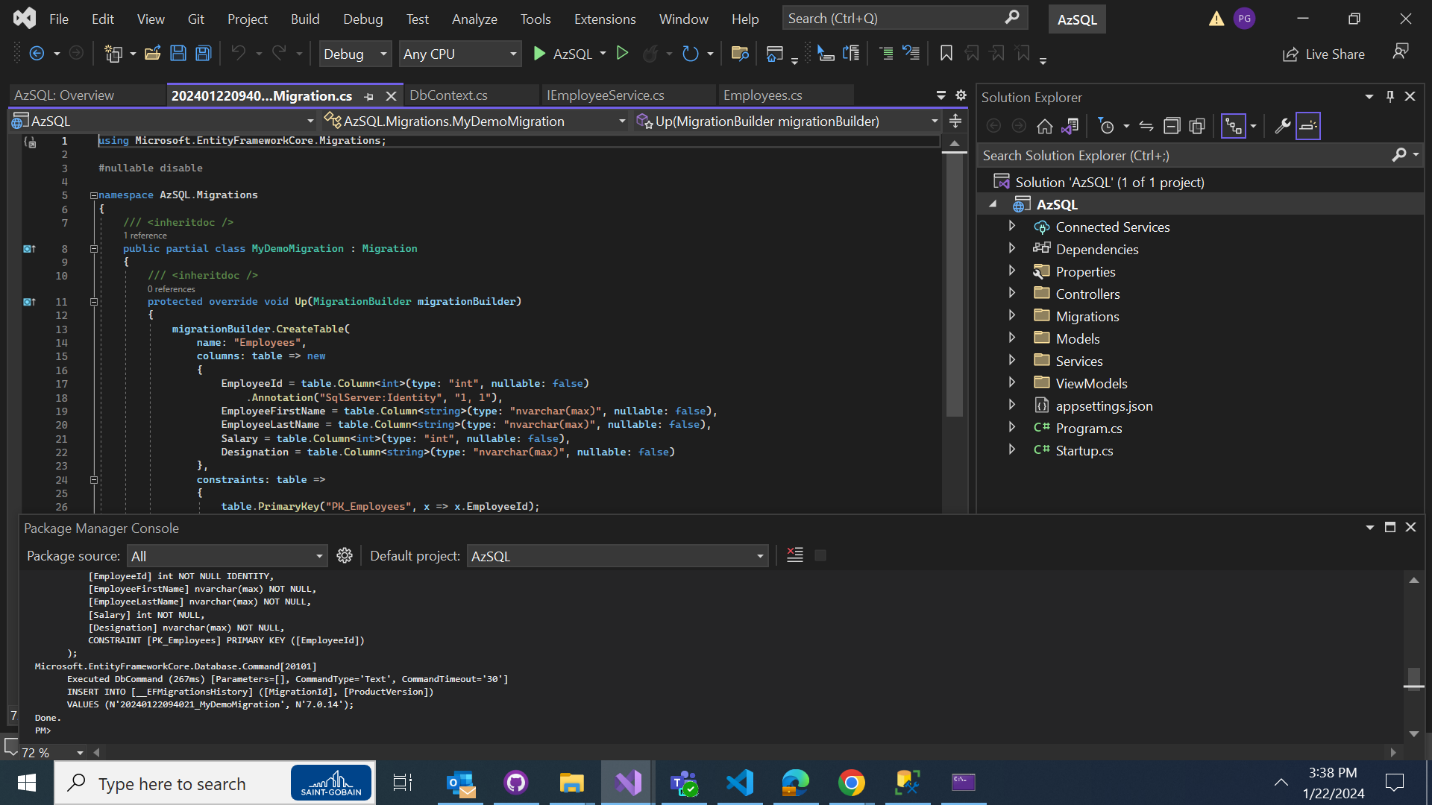 File Edit View Git Project Build Debug Test Analyze Tools Extensions Window Help Search (Ctrl+Q) AzSQL PG
Debug Any CPU AzSQL Live Share
AzSQL: Overview 202401220940...Migration.cs DbContext.cs IEmployeeService.cs Employees.cs
AzSQL AzSQL.Migrations.MyDemoMigration Up(MigrationBuilder migrationBuilder)
1 using Microsoft.EntityFrameworkCore.Migrations;
2
3 #nullable disable
4
5 namespace AzSQL.Migrations
6 {
7 /// <inheritdoc />
1 reference
8 public partial class MyDemoMigration : Migration
9 {
10 /// <inheritdoc />
0 references
11 protected override void Up(MigrationBuilder migrationBuilder)
12 {
13 migrationBuilder.CreateTable(
14 name: "Employees",
15 columns: table => new
16 {
17 EmployeeId = table.Column<int>(type: "int", nullable: false)
18 .Annotation("SqlServer:Identity", "1, 1"),
19 EmployeeFirstName = table.Column<string>(type: "nvarchar(max)", nullable: false),
20 EmployeeLastName = table.Column<string>(type: "nvarchar(max)", nullable: false),
21 Salary = table.Column<int>(type: "int", nullable: false),
22 Designation = table.Column<string>(type: "nvarchar(max)", nullable: false)
23 },
24 constraints: table =>
25 {
26 table.PrimaryKey("PK_Employees", x => x.EmployeeId);
Solution Explorer
Search Solution Explorer (Ctrl+;)
Solution 'AzSQL' (1 of 1 project)
AzSQL
Connected Services
Dependencies
Properties
Controllers
Migrations
Models
Services
ViewModels
appsettings.json
C# Program.cs
C# Startup.cs
Package Manager Console
Package source: All Default project: AzSQL
[EmployeeId] int NOT NULL IDENTITY,
[EmployeeFirstName] nvarchar(max) NOT NULL,
[EmployeeLastName] nvarchar(max) NOT NULL,
[Salary] int NOT NULL,
[Designation] nvarchar(max) NOT NULL,
CONSTRAINT [PK_Employees] PRIMARY KEY ([EmployeeId])
);
Microsoft.EntityFrameworkCore.Database.Command[20101]
Executed DbCommand (267ms) [Parameters=[], CommandType='Text', CommandTimeout='30']
INSERT INTO [__EFMigrationsHistory] ([MigrationId], [ProductVersion])
VALUES (N'20240122094021_MyDemoMigration', N'7.0.14');
Done.
PM>
7
72 %
Type here to search SAINT-GOBAIN
3:38 PM
1/22/2024